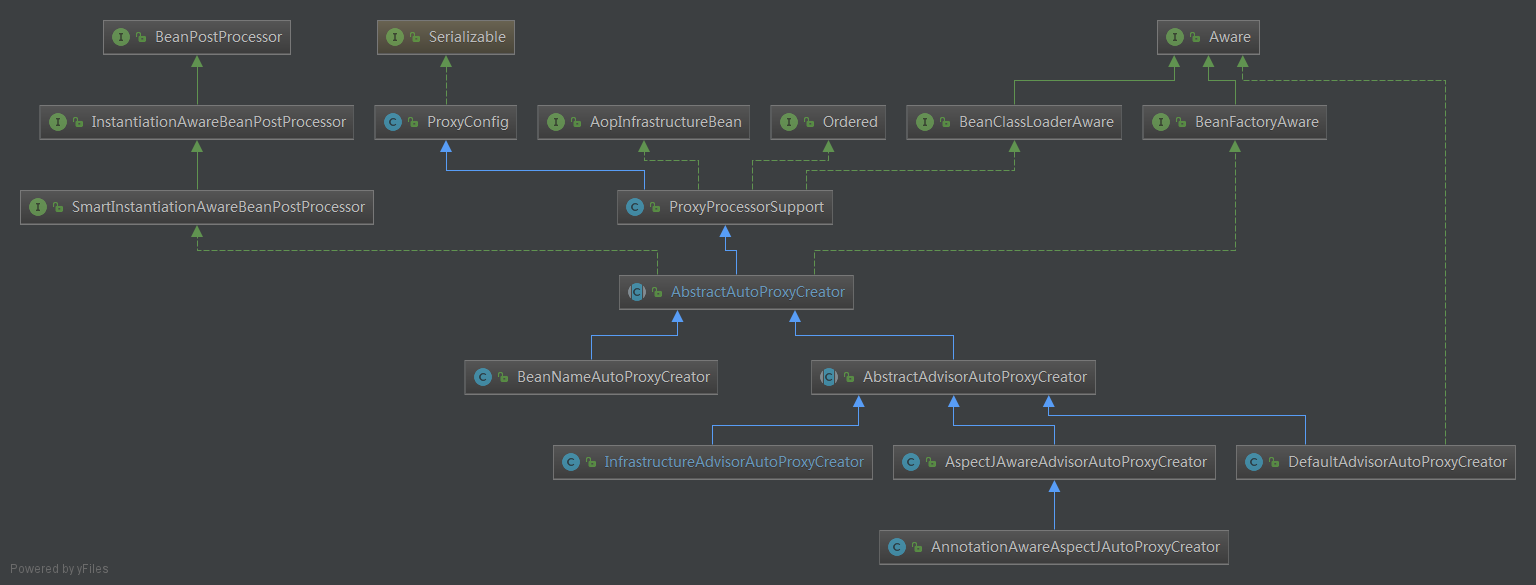 BeanPostProcessor
Serializable
Aware
InstantiationAwareBeanPostProcessor
ProxyConfig
AopInfrastructureBean
Ordered
BeanClassLoaderAware
BeanFactoryAware
SmartInstantiationAwareBeanPostProcessor
ProxyProcessorSupport
AbstractAutoProxyCreator
BeanNameAutoProxyCreator
AbstractAdvisorAutoProxyCreator
InfrastructureAdvisorAutoProxyCreator
AspectJAwareAdvisorAutoProxyCreator
DefaultAdvisorAutoProxyCreator
AnnotationAwareAspectJAutoProxyCreator
Powered by yFiles